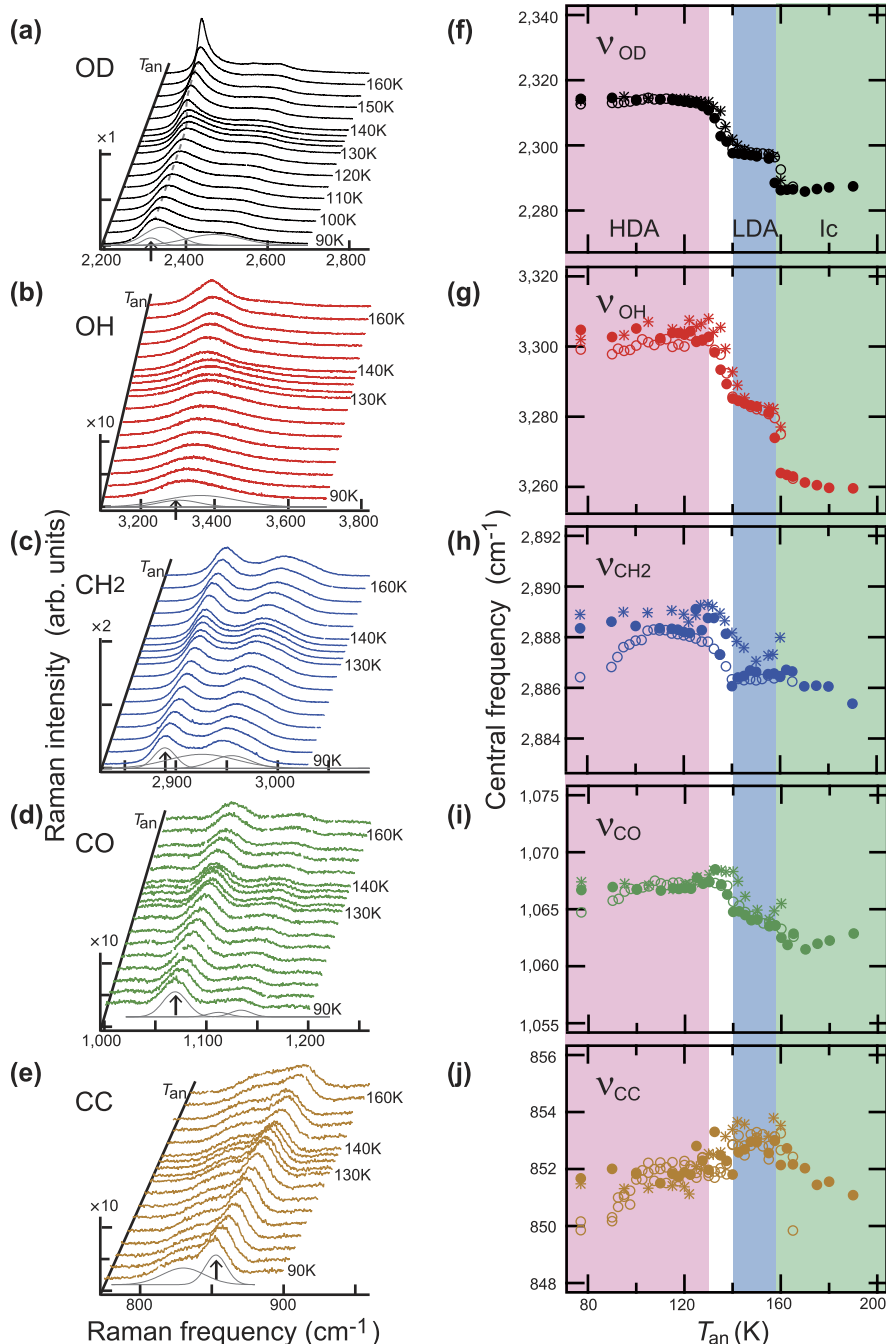 (a)
OD
Tan
×1
160K
150K
140K
130K
120K
110K
100K
90K
2,200 2,400 2,600 2,800
(b)
OH
Tan
×10
160K
140K
130K
90K
3,200 3,400 3,600 3,800
(c)
CH2
Tan
×2
160K
140K
130K
90K
2,900 3,000
(d)
CO
Tan
×10
160K
140K
130K
90K
1,000 1,100 1,200
(e)
CC
Tan
×10
160K
140K
130K
90K
800 900
Raman intensity (arb. units)
Raman frequency (cm-1)
(f)
νOD
2,340
2,320
2,300
2,280
HDA LDA Ic
(g)
νOH
3,320
3,300
3,280
3,260
(h)
νCH2
2,892
2,890
2,888
2,886
2,884
(i)
νCO
1,075
1,070
1,065
1,060
1,055
(j)
νCC
856
854
852
850
848
80 120 160 200
Central frequency (cm-1)
Tan (K)